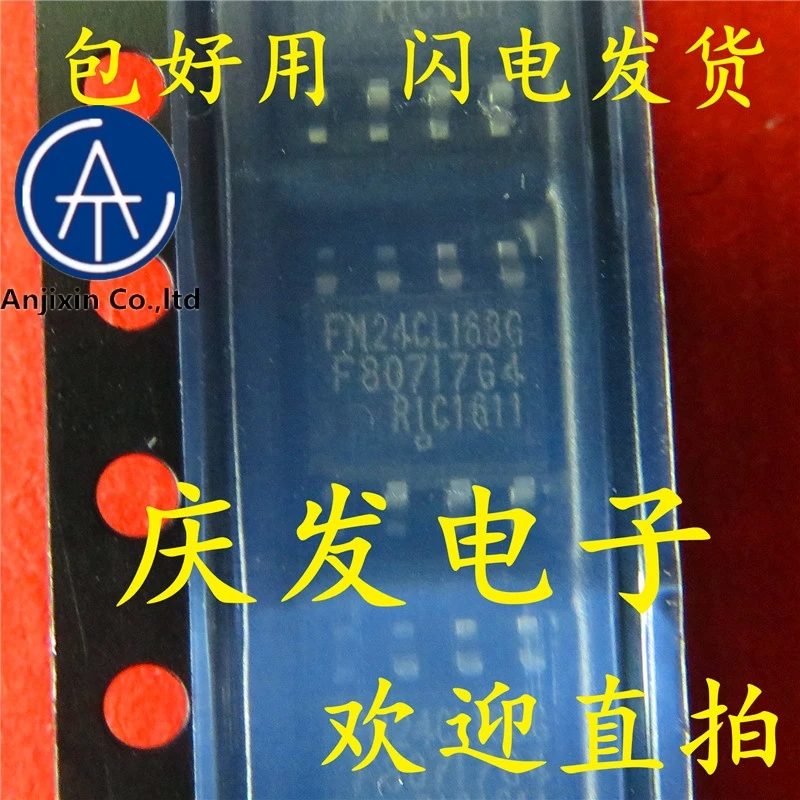 RIC1611
包好用 闪电发货
Anjixin Co.,ltd
FM24CL16BG
F80717G4
RIC1611
庆发电子
欢迎直拍